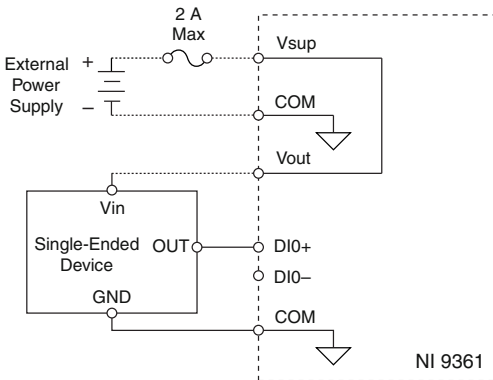 2 A
Max
Vsup
External
Power
Supply
+
–
COM
Vout
Vin
Single-Ended
Device
OUT
DI0+
DI0–
GND
COM
NI 9361